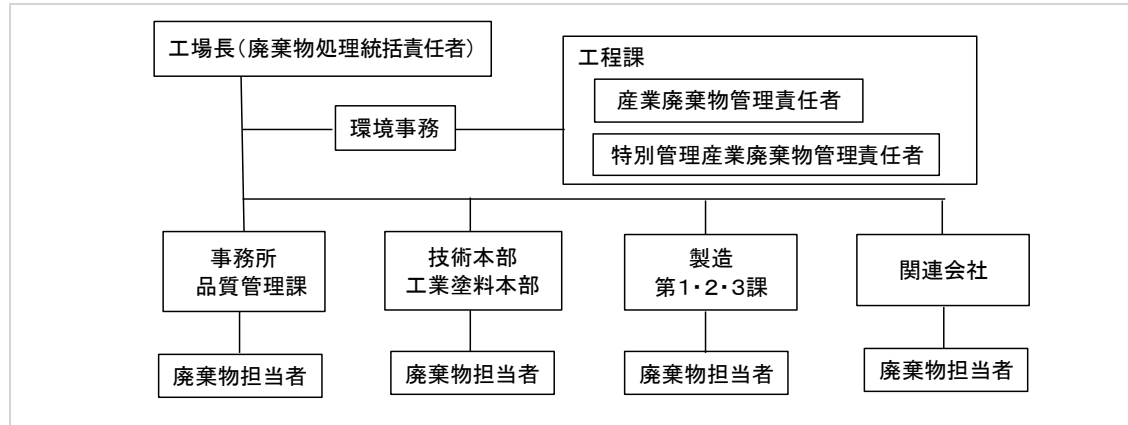 工場長（廃棄物処理統括責任者）
工程課
産業廃棄物管理責任者
環境事務
特別管理産業廃棄物管理責任者
事務所
品質管理課
技術本部
工業塗料本部
製造
第１・２・３課
関連会社
廃棄物担当者
廃棄物担当者
廃棄物担当者
廃棄物担当者